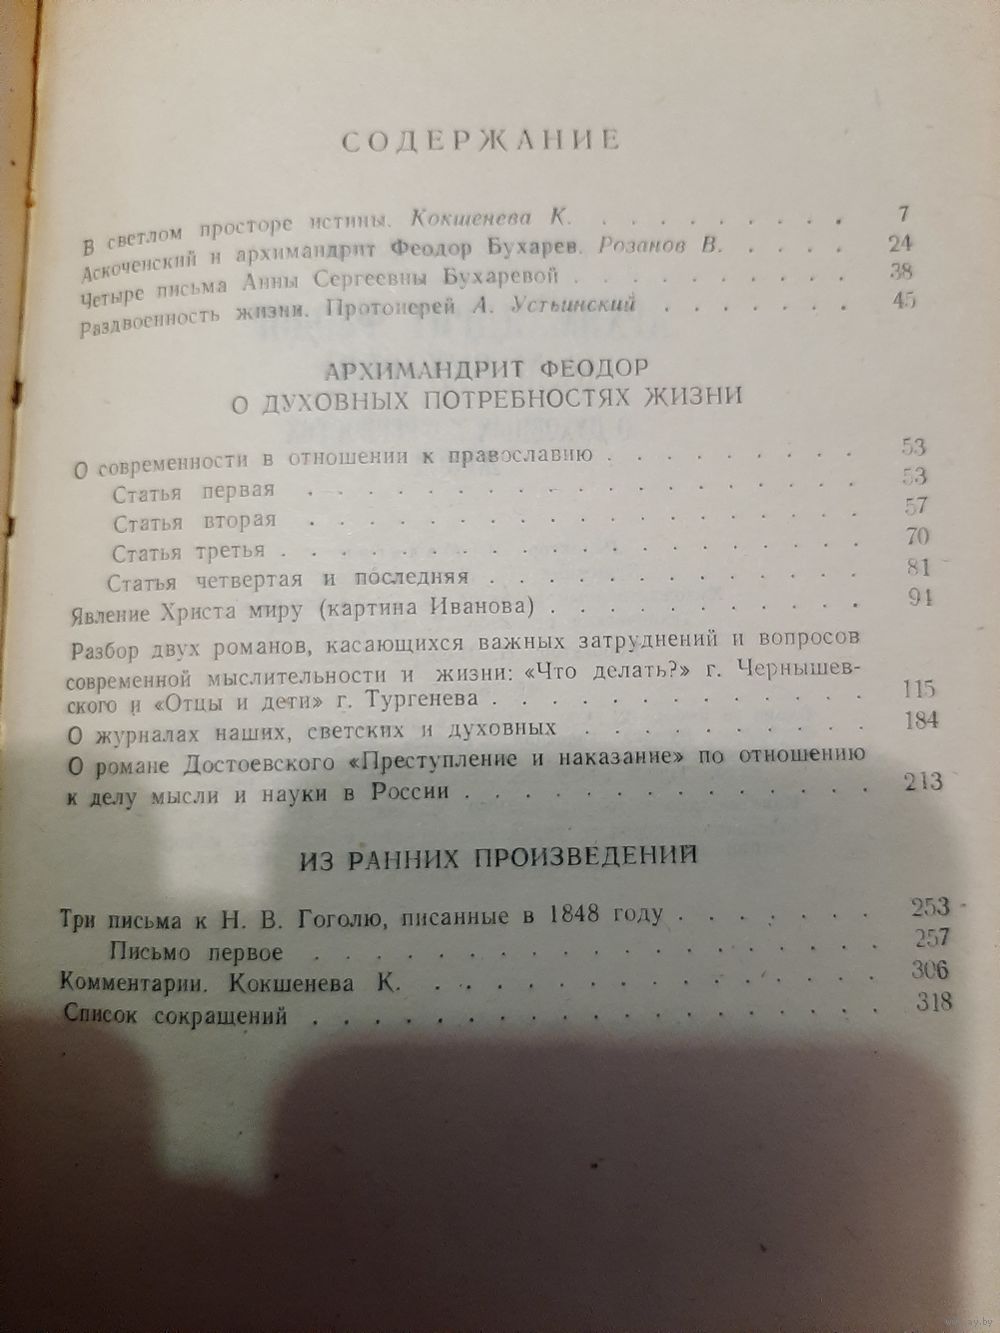 СОДЕРЖАНИЕ
В светлом просторе истины. Кокшенева К. . . . . . . . . . 7
Аскоченский и архимандрит Феодор Бухарев. Розанов В. . . . . 24
Четыре письма Анны Сергеевны Бухаревой . . . . . . . . . . 38
Раздвоенность жизни. Протоиерей А. Устьинский . . . . . . . 45
АРХИМАНДРИТ ФЕОДОР
О ДУХОВНЫХ ПОТРЕБНОСТЯХ ЖИЗНИ
О современности в отношении к православию . . . . . . . . . 53
Статья первая . . . . . . . . . . . . . . . . . . . 53
Статья вторая . . . . . . . . . . . . . . . . . . . 57
Статья третья . . . . . . . . . . . . . . . . . . . . 70
Статья четвертая и последняя . . . . . . . . . . . . . 81
Явление Христа миру (картина Иванова) . . . . . . . . . . . 91
Разбор двух романов, касающихся важных затруднений и вопросов
современной мыслительности и жизни: «Что делать?» г. Чернышев-
ского и «Отцы и дети» г. Тургенева . . . . . . . . . . . . . 115
О журналах наших, светских и духовных . . . . . . . . . . 184
О романе Достоевского «Преступление и наказание» по отношению
к делу мысли и науки в России . . . . . . . . . . . . . . 213
ИЗ РАННИХ ПРОИЗВЕДЕНИЙ
Три письма к Н. В. Гоголю, писанные в 1848 году . . . . . . . 253
Письмо первое . . . . . . . . . . . . . . . . . . . 257
Комментарии. Кокшенева К. . . . . . . . . . . . . . . . 306
Список сокращений . . . . . . . . . . . . . . . . . . . 318